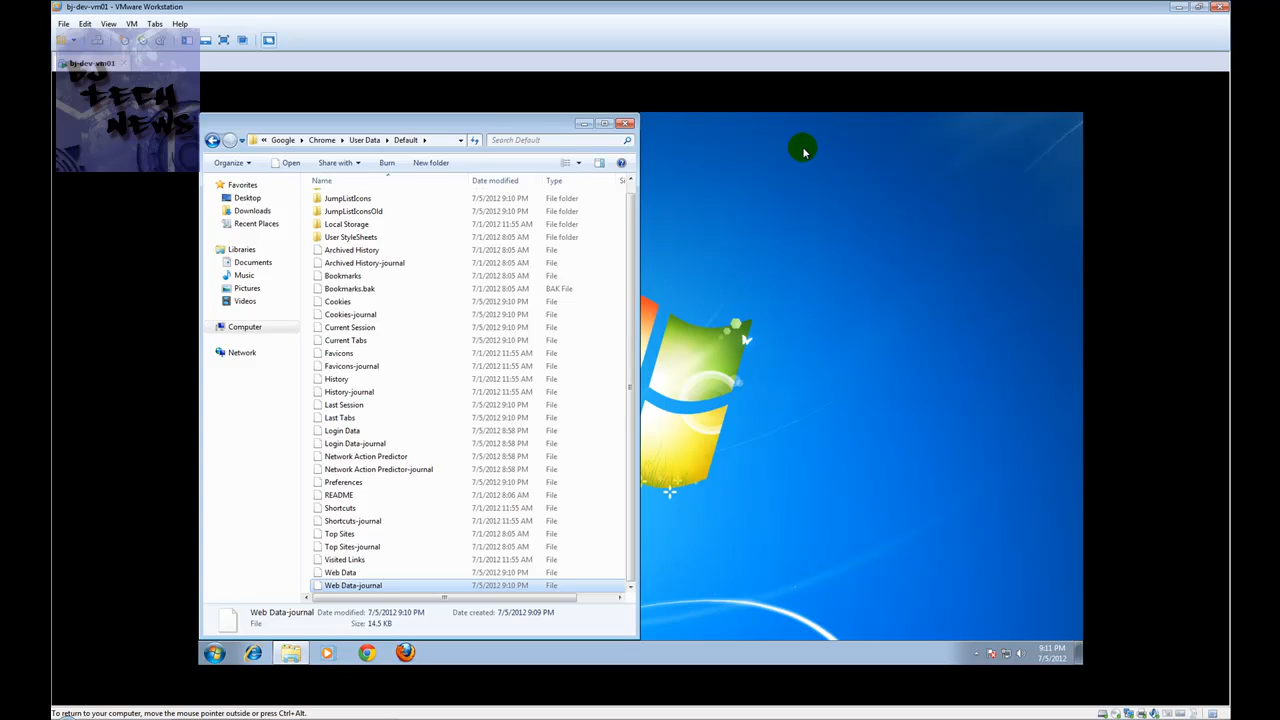 bj-dev-vm01 - VMware Workstation
File Edit View VM Tabs Help
bj-dev-vm01
BJ
TECH
NEWS
Google Chrome User Data Default Search Default
Organize Open Share with Burn New folder
Name Date modified Type Si
Favorites
Desktop
Downloads
Recent Places
Libraries
Documents
Music
Pictures
Videos
Computer
Network
JumpListIcons 7/5/2012 9:10 PM File folder
JumpListIconsOld 7/5/2012 9:10 PM File folder
Local Storage 7/1/2012 11:55 AM File folder
User StyleSheets 7/1/2012 8:05 AM File folder
Archived History 7/1/2012 8:05 AM File
Archived History-journal 7/1/2012 8:05 AM File
Bookmarks 7/1/2012 8:05 AM File
Bookmarks.bak 7/1/2012 8:05 AM BAK File
Cookies 7/5/2012 9:10 PM File
Cookies-journal 7/5/2012 9:10 PM File
Current Session 7/5/2012 9:10 PM File
Current Tabs 7/5/2012 9:10 PM File
Favicons 7/1/2012 11:55 AM File
Favicons-journal 7/1/2012 11:55 AM File
History 7/1/2012 11:55 AM File
History-journal 7/1/2012 11:55 AM File
Last Session 7/5/2012 9:10 PM File
Last Tabs 7/5/2012 9:10 PM File
Login Data 7/5/2012 8:58 PM File
Login Data-journal 7/5/2012 8:58 PM File
Network Action Predictor 7/5/2012 8:58 PM File
Network Action Predictor-journal 7/5/2012 8:58 PM File
Preferences 7/5/2012 9:10 PM File
README 7/1/2012 8:06 AM File
Shortcuts 7/1/2012 11:55 AM File
Shortcuts-journal 7/1/2012 11:55 AM File
Top Sites 7/1/2012 8:05 AM File
Top Sites-journal 7/1/2012 8:05 AM File
Visited Links 7/1/2012 11:55 AM File
Web Data 7/5/2012 9:10 PM File
Web Data-journal 7/5/2012 9:10 PM File
Web Data-journal Date modified: 7/5/2012 9:10 PM Date created: 7/5/2012 9:09 PM
File Size: 14.5 KB
9:11 PM
7/5/2012
To return to your computer, move the mouse pointer outside or press Ctrl+Alt.